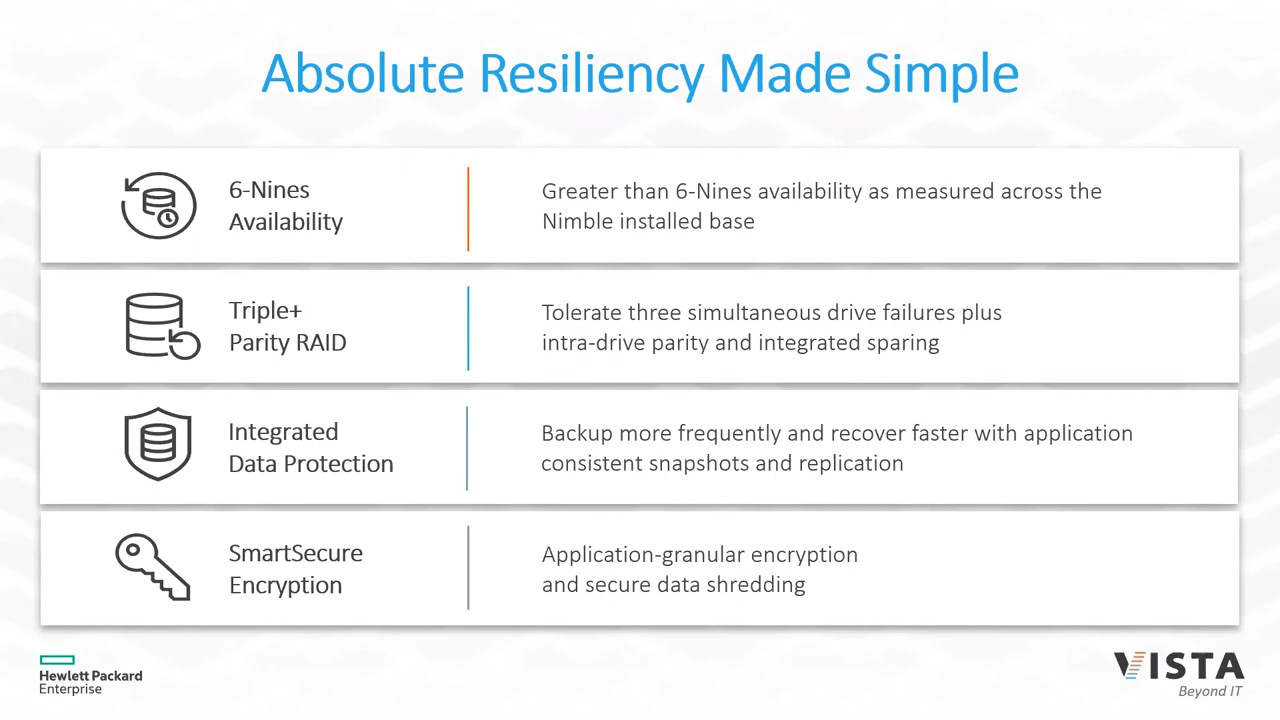 Absolute Resiliency Made Simple
6-Nines
Availability
Greater than 6-Nines availability as measured across the
Nimble installed base
Triple+
Parity RAID
Tolerate three simultaneous drive failures plus
intra-drive parity and integrated sparing
Integrated
Data Protection
Backup more frequently and recover faster with application
consistent snapshots and replication
SmartSecure
Encryption
Application-granular encryption
and secure data shredding
Hewlett Packard
Enterprise
VISTA
Beyond IT